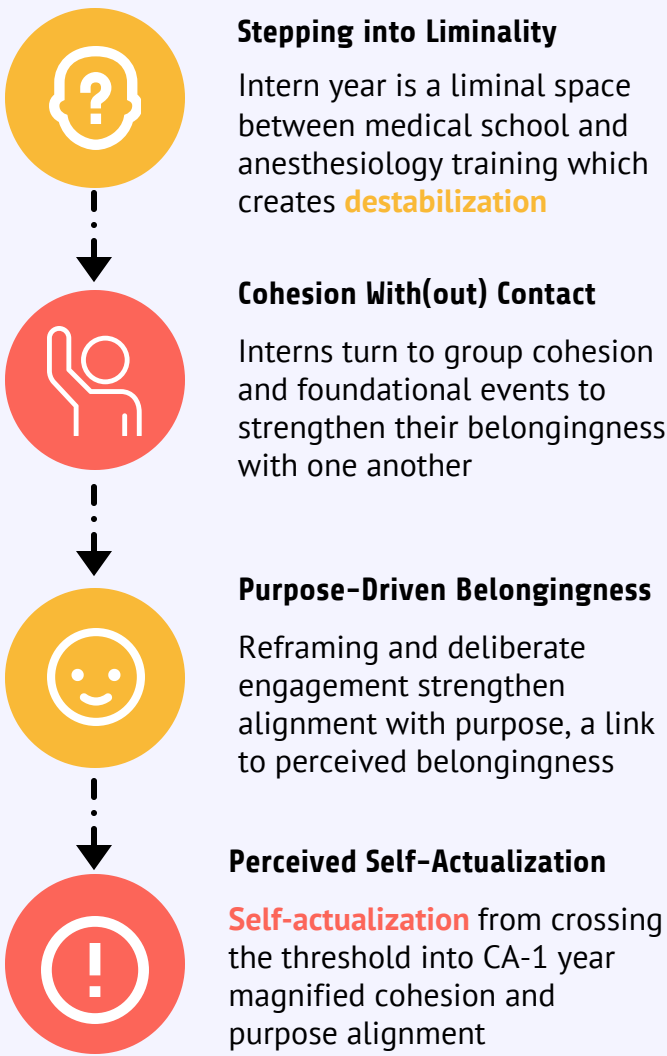 Stepping into Liminality
Intern year is a liminal space
between medical school and
anesthesiology training which
creates destabilization
Cohesion With(out) Contact
Interns turn to group cohesion
and foundational events to
strengthen their belongingness
with one another
Purpose-Driven Belongingness
Reframing and deliberate
engagement strengthen
alignment with purpose, a link
to perceived belongingness
Perceived Self-Actualization
Self-actualization from crossing
the threshold into CA-1 year
magnified cohesion and
purpose alignment